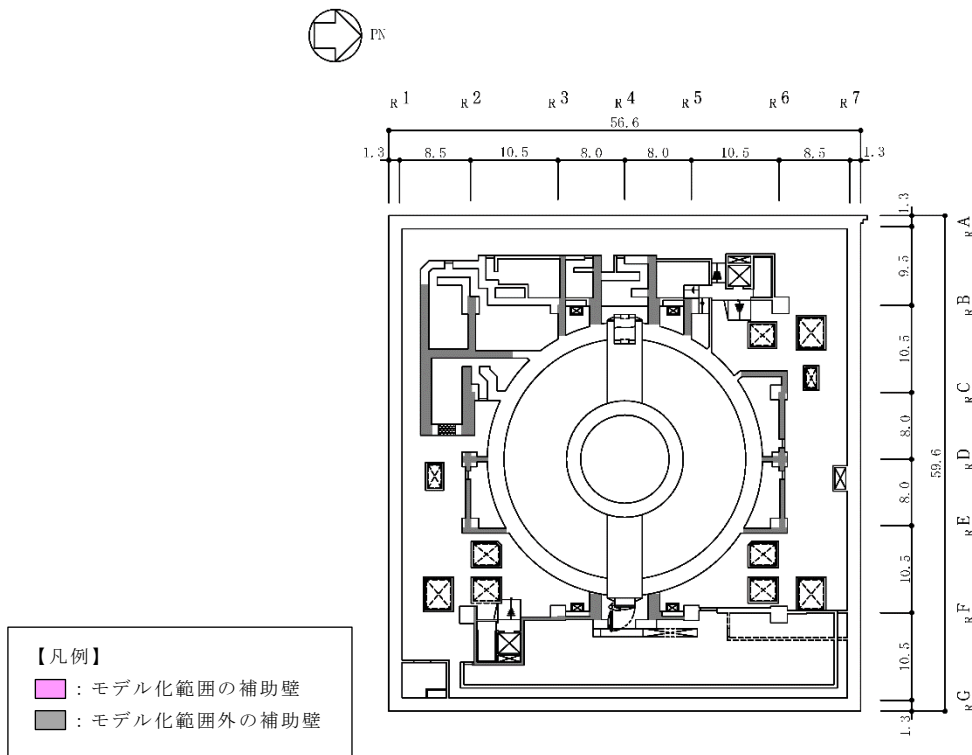 PN
R1 R2 R3 R4 R5 R6 R7
56.6
1.3 8.5 10.5 8.0 8.0 10.5 8.5 1.3
RA
RB
RC
RD
RE
RF
RG
1.3
9.5
10.5
8.0
8.0
10.5
10.5
1.3
59.6
【凡例】
：モデル化範囲の補助壁
：モデル化範囲外の補助壁